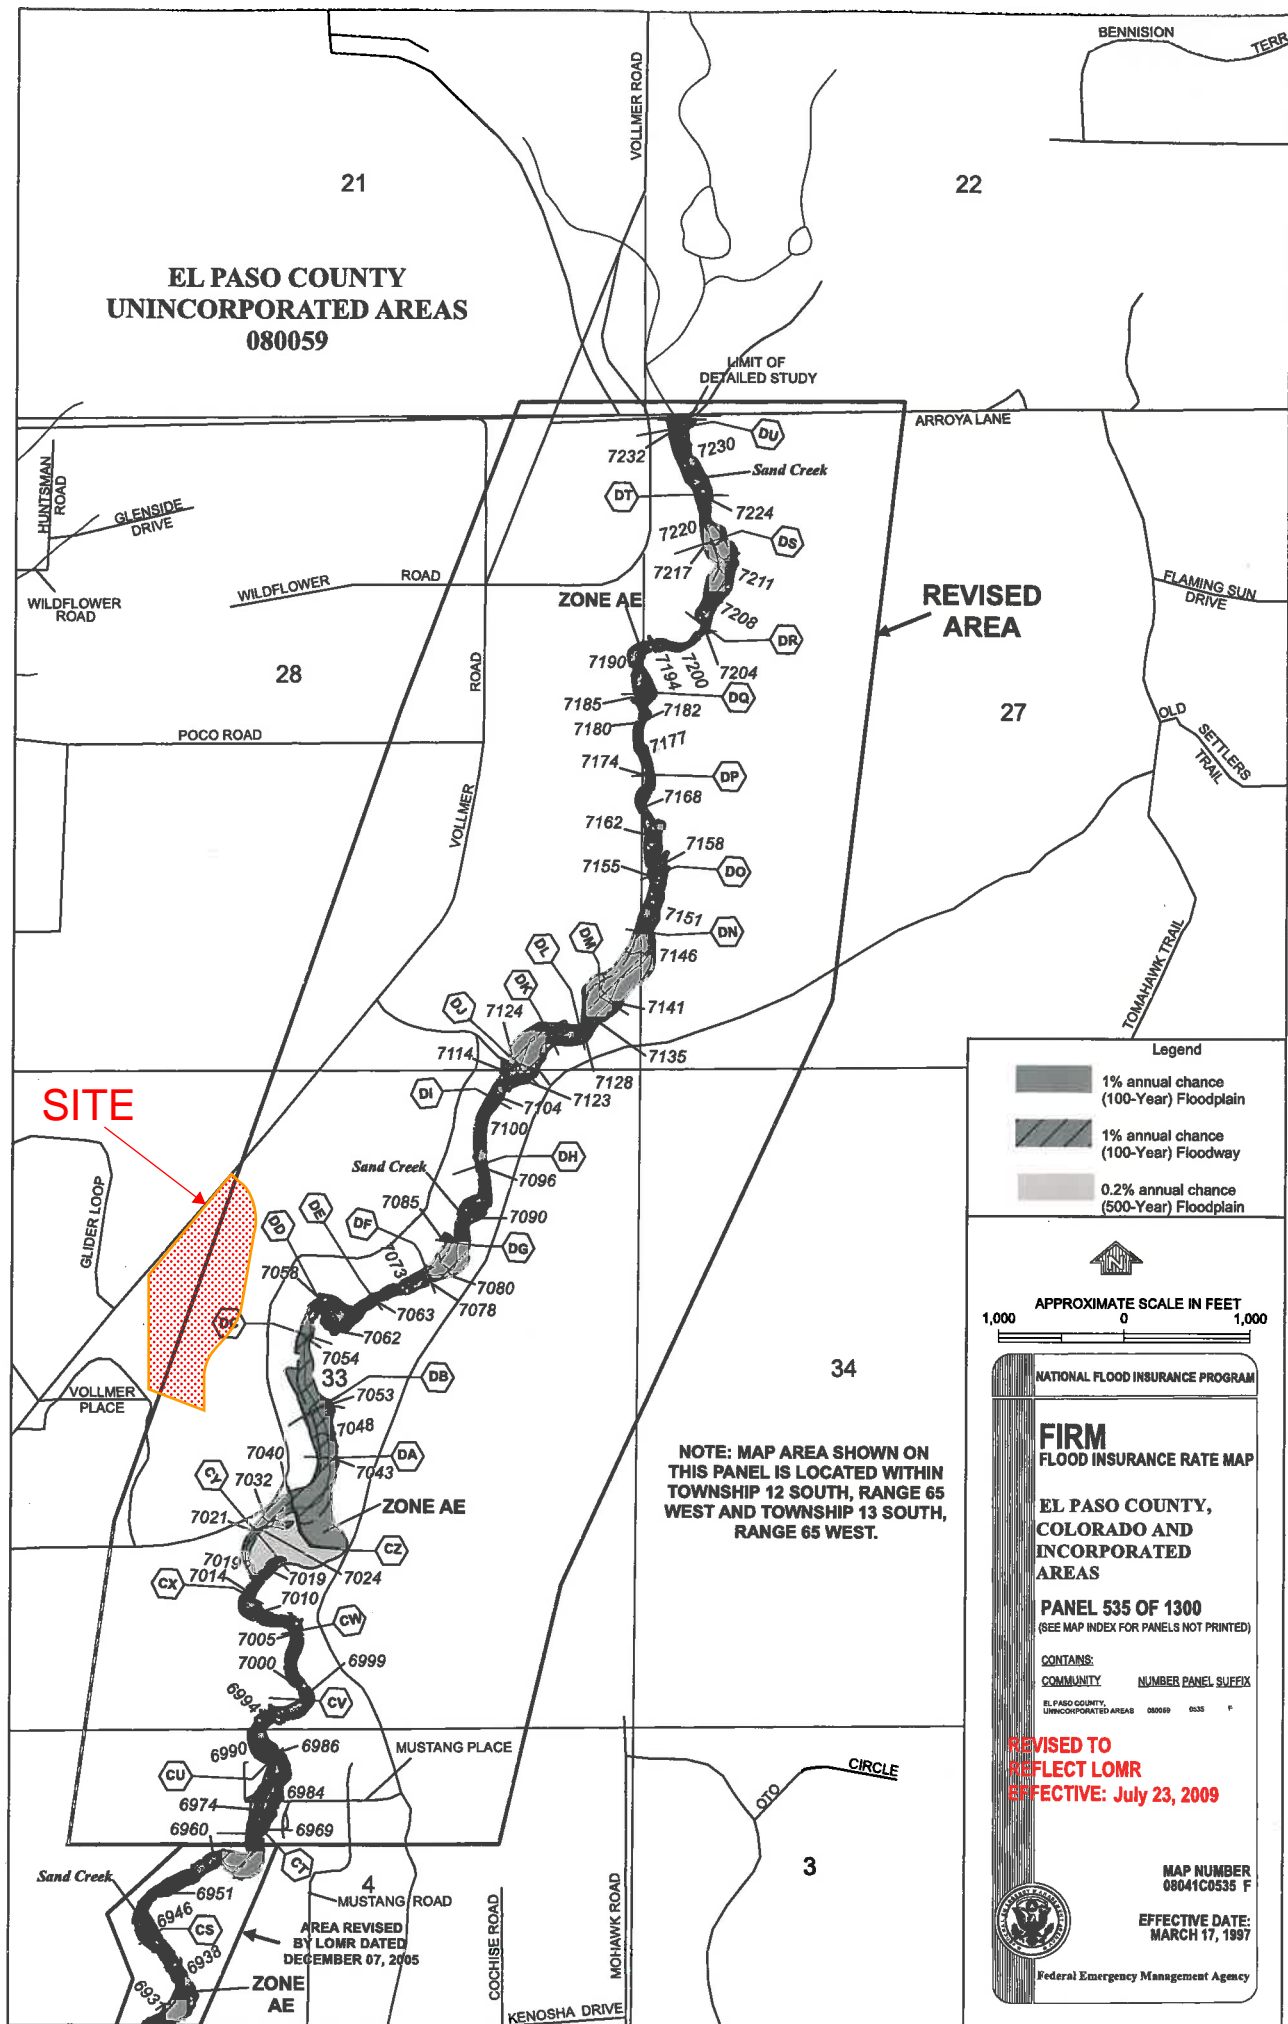 BENNISION
TERR
VOLLMER ROAD
21
22
EL PASO COUNTY
UNINCORPORATED AREAS
080059
LIMIT OF
DETAILED STUDY
ARROYA LANE
DU
7232
7230
Sand Creek
HUNTSMAN
ROAD
GLENSIDE
DRIVE
DT
7224
7220
DS
7217
7211
WILDFLOWER
ROAD
WILDFLOWER
ROAD
ZONE AE
FLAMING SUN
DRIVE
REVISED
AREA
7208
DR
7190
7194
7200
7204
28
ROAD
7185
DQ
7182
27
7180
OLD
SETTLERS
TRAIL
POCO ROAD
7177
7174
DP
7168
VOLLMER
7162
7158
7155
DO
7151
DN
DM
DL
7146
TOMAHAWK TRAIL
DK
DJ
7124
7141
7114
7135
7128
7123
DI
7104
7100
Legend
1% annual chance
(100-Year) Floodplain
1% annual chance
(100-Year) Floodway
0.2% annual chance
(500-Year) Floodplain
SITE
GLIDER LOOP
Sand Creek
DH
7096
7085
7090
DD
DE
DF
DG
7073
7058
7080
7078
7063
7062
DC
7054
33
34
N
APPROXIMATE SCALE IN FEET
1,000
0
1,000
VOLLMER
PLACE
DB
7053
7048
7040
DA
7043
CY
7032
ZONE AE
7021
CZ
7019
7019
7024
CX
7014
7010
CW
7005
7000
6999
6994
CV
NOTE: MAP AREA SHOWN ON
THIS PANEL IS LOCATED WITHIN
TOWNSHIP 12 SOUTH, RANGE 65
WEST AND TOWNSHIP 13 SOUTH,
RANGE 65 WEST.
NATIONAL FLOOD INSURANCE PROGRAM
FIRM
FLOOD INSURANCE RATE MAP
EL PASO COUNTY,
COLORADO AND
INCORPORATED
AREAS
PANEL 535 OF 1300
(SEE MAP INDEX FOR PANELS NOT PRINTED)
CONTAINS:
COMMUNITY NUMBER PANEL SUFFIX
EL PASO COUNTY,
UNINCORPORATED AREAS 080059 0535 F
REVISED TO
REFLECT LOMR
EFFECTIVE: July 23, 2009
MAP NUMBER
08041C0535 F
EFFECTIVE DATE:
MARCH 17, 1997
Federal Emergency Management Agency
6990
6986
MUSTANG PLACE
CU
6984
6974
6969
6960
CT
CIRCLE
OTO
3
Sand Creek
6951
4
MUSTANG ROAD
6946
CS
6938
6931
AREA REVISED
BY LOMR DATED
DECEMBER 07, 2005
ZONE
AE
COCHISE ROAD
MOHAWK ROAD
KENOSHA DRIVE